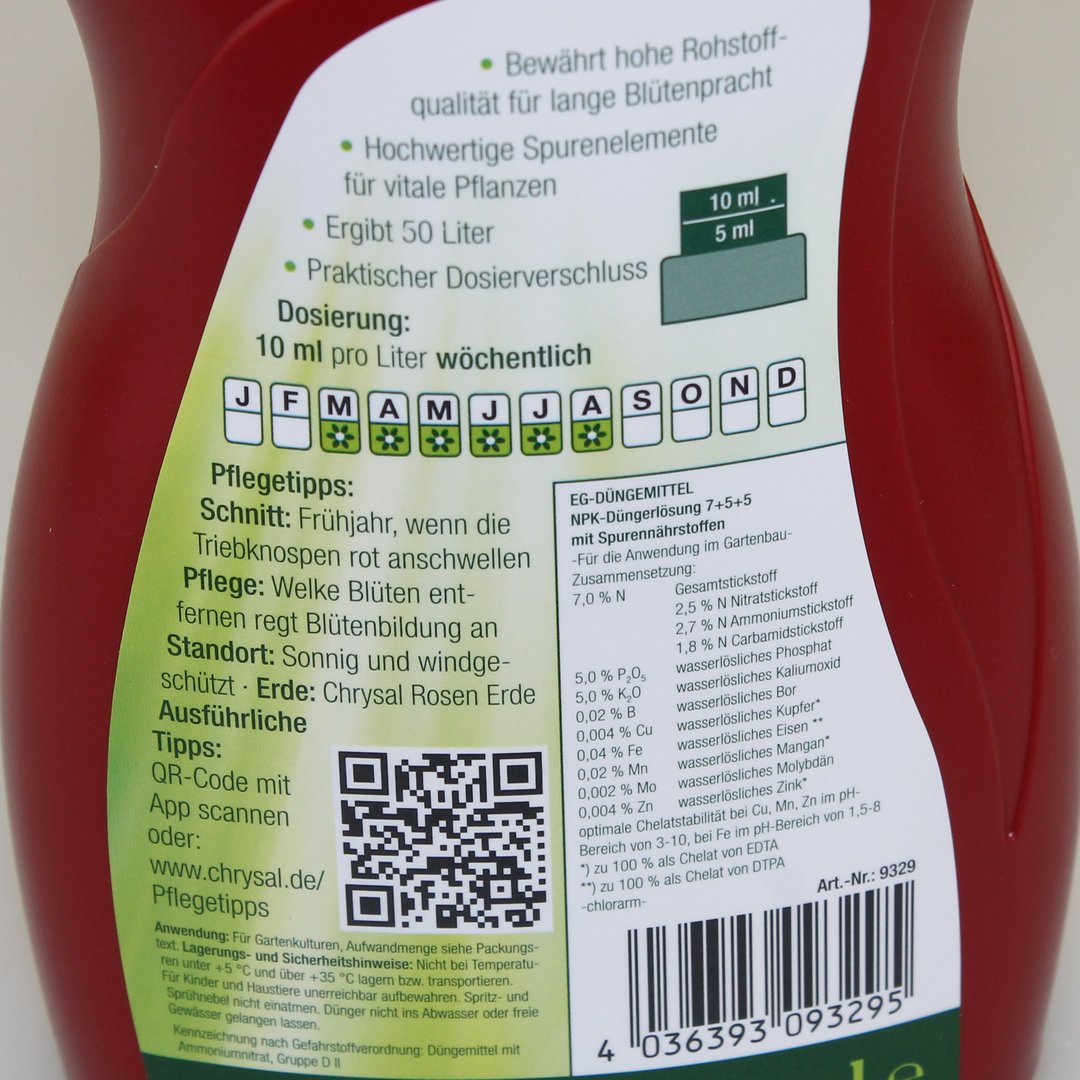 • Bewährt hohe Rohstoff-
qualität für lange Blütenpracht
• Hochwertige Spurenelemente
für vitale Pflanzen
• Ergibt 50 Liter
• Praktischer Dosierverschluss
10 ml
5 ml
Dosierung:
10 ml pro Liter wöchentlich
J F M A M J J A S O N D
Pflegetipps:
Schnitt: Frühjahr, wenn die
Triebknospen rot anschwellen
Pflege: Welke Blüten ent-
fernen regt Blütenbildung an
Standort: Sonnig und windge-
schützt · Erde: Chrysal Rosen Erde
Ausführliche
Tipps:
QR-Code mit
App scannen
oder:
www.chrysal.de/
Pflegetipps
EG-DÜNGEMITTEL
NPK-Düngerlösung 7+5+5
mit Spurennährstoffen
-Für die Anwendung im Gartenbau-
Zusammensetzung:
7,0 % N Gesamtstickstoff
2,5 % N Nitratstickstoff
2,7 % N Ammoniumstickstoff
1,8 % N Carbamidstickstoff
5,0 % P₂O₅ wasserlösliches Phosphat
5,0 % K₂O wasserlösliches Kaliumoxid
0,02 % B wasserlösliches Bor
0,004 % Cu wasserlösliches Kupfer*
0,04 % Fe wasserlösliches Eisen **
0,02 % Mn wasserlösliches Mangan*
0,002 % Mo wasserlösliches Molybdän
0,004 % Zn wasserlösliches Zink*
optimale Chelatstabilität bei Cu, Mn, Zn im pH-
Bereich von 3-10, bei Fe im pH-Bereich von 1,5-8
*) zu 100 % als Chelat von EDTA
**) zu 100 % als Chelat von DTPA
-chlorarm-
Art.-Nr.: 9329
4 036393 093295
Anwendung: Für Gartenkulturen, Aufwandmenge siehe Packungs-
text. Lagerungs- und Sicherheitshinweise: Nicht bei Temperatu-
ren unter +5 °C und über +35 °C lagern bzw. transportieren.
Für Kinder und Haustiere unerreichbar aufbewahren. Spritz- und
Sprühnebel nicht einatmen. Dünger nicht ins Abwasser oder freie
Gewässer gelangen lassen.
Kennzeichnung nach Gefahrstoffverordnung: Düngemittel mit
Ammoniumnitrat, Gruppe D II